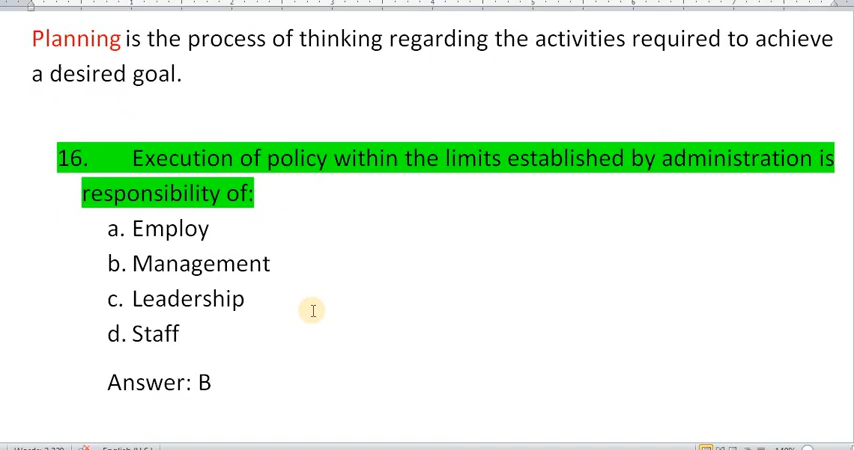 Planning is the process of thinking regarding the activities required to achieve
a desired goal.
16. Execution of policy within the limits established by administration is
responsibility of:
a. Employ
b. Management
c. Leadership
d. Staff
Answer: B